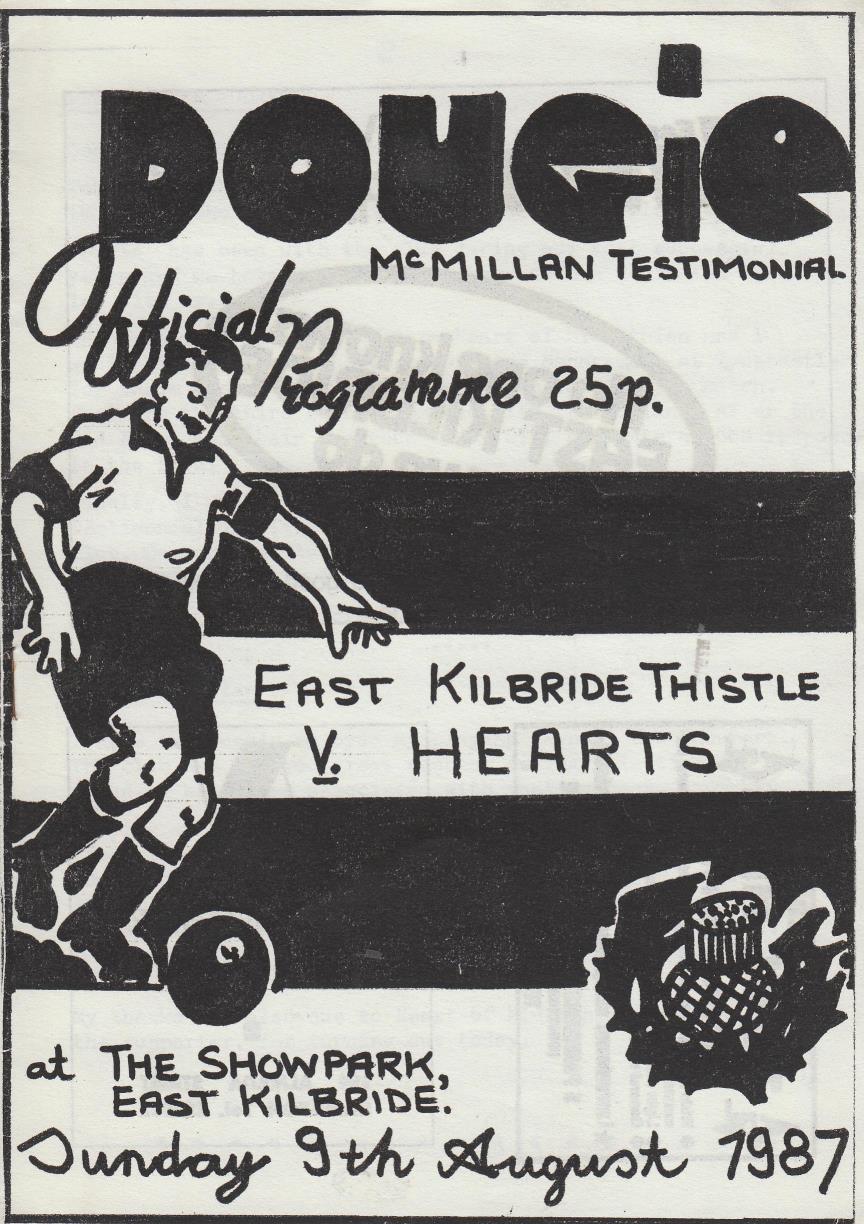 DOUGiE
McMILLAN TESTIMONIAL
Official
Programme 25p.
EAST KILBRIDE THISTLE
V. HEARTS
at THE SHOWPARK,
EAST KILBRIDE.
Sunday 9th August 1987